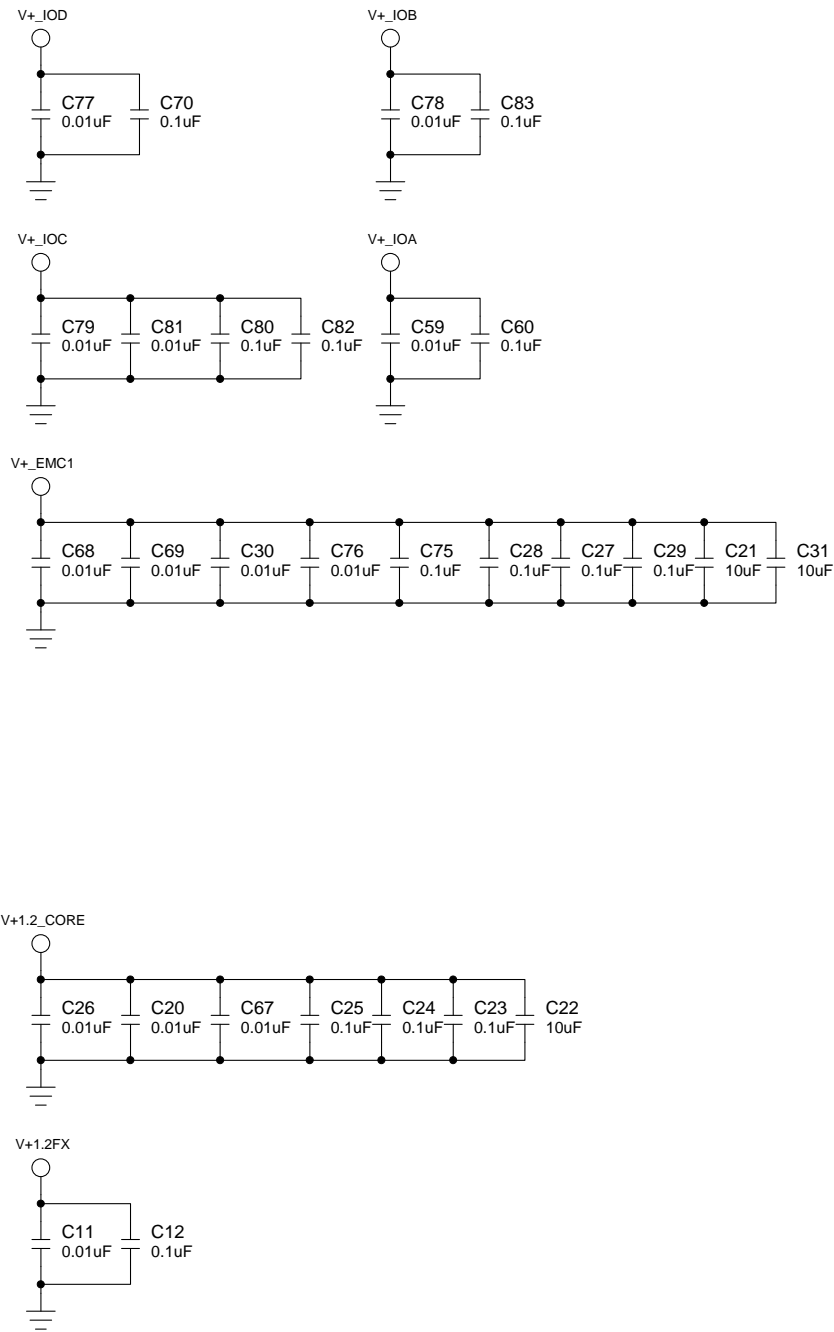 V+_IOD
V+_IOB
C77 C70
0.01uF 0.1uF
C78 C83
0.01uF 0.1uF
V+_IOC
V+_IOA
C79 C81 C80 C82
0.01uF 0.01uF 0.1uF 0.1uF
C59 C60
0.01uF 0.1uF
V+_EMC1
C68 C69 C30 C76 C75 C28 C27 C29 C21 C31
0.01uF 0.01uF 0.01uF 0.01uF 0.1uF 0.1uF 0.1uF 0.1uF 10uF 10uF
V+1.2_CORE
C26 C20 C67 C25 C24 C23 C22
0.01uF 0.01uF 0.01uF 0.1uF 0.1uF 0.1uF 10uF
V+1.2FX
C11 C12
0.01uF 0.1uF